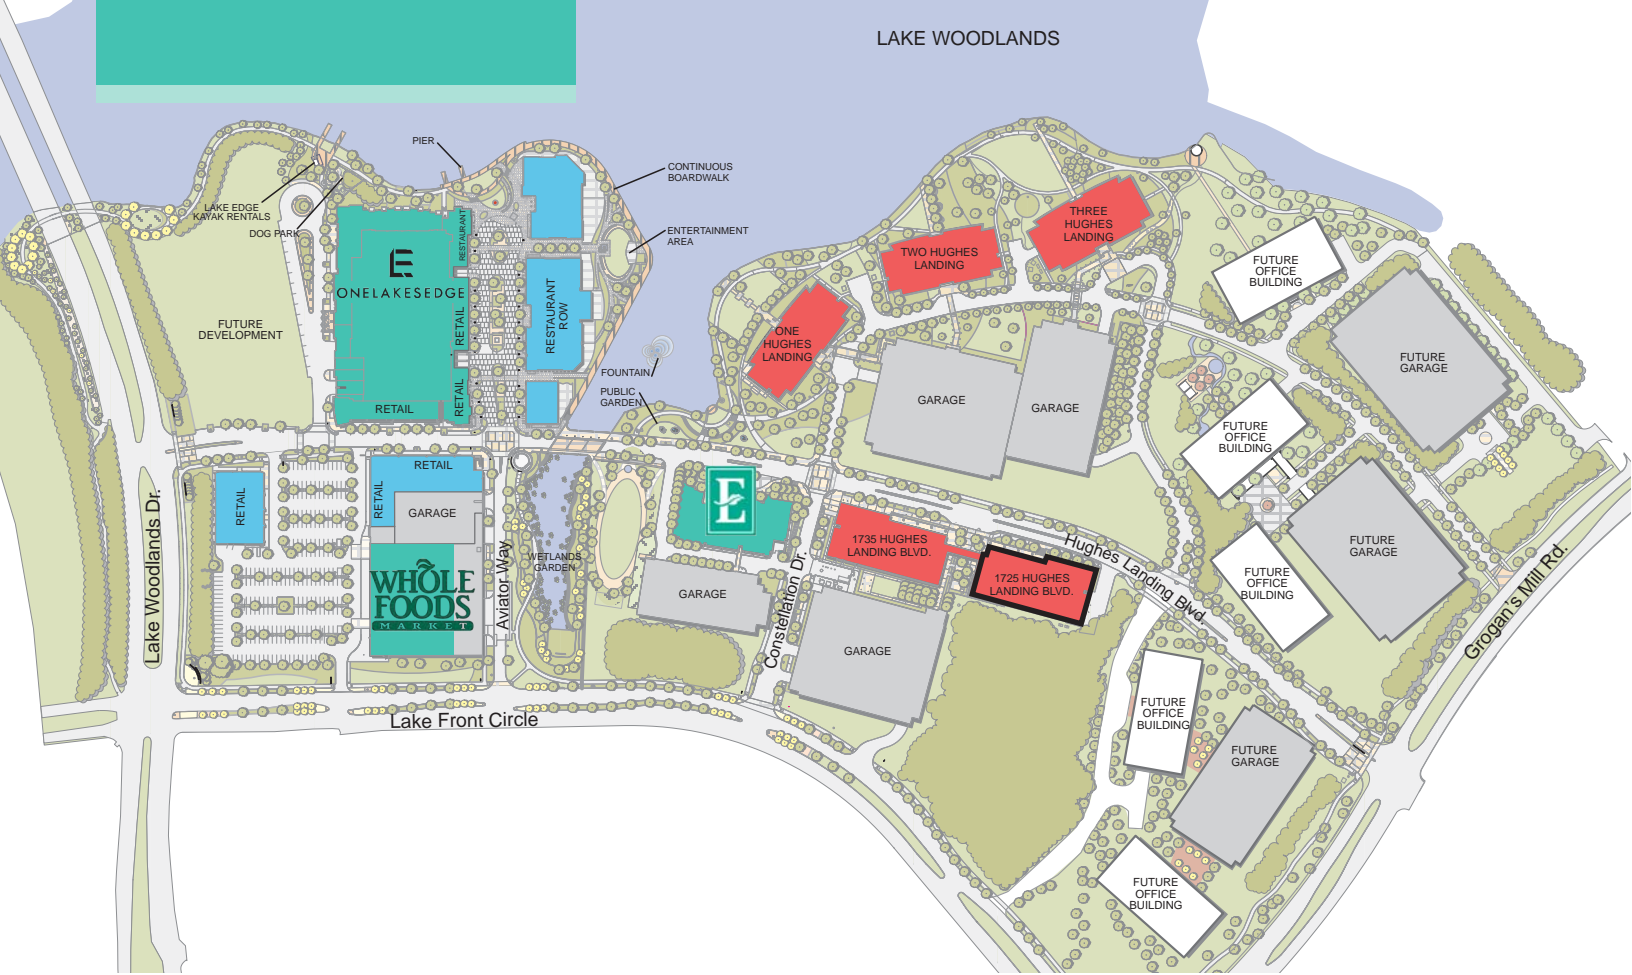 LAKE WOODLANDS
PIER
CONTINUOUS
BOARDWALK
LAKE EDGE
KAYAK RENTALS
DOG PARK
ENTERTAINMENT
AREA
RESTAURANT
E
ONELAKESEDGE
RETAIL
RETAIL
RETAIL
RESTAURANT
ROW
FUTURE
DEVELOPMENT
FOUNTAIN
PUBLIC
GARDEN
ONE
HUGHES
LANDING
TWO HUGHES
LANDING
THREE
HUGHES
LANDING
FUTURE
OFFICE
BUILDING
FUTURE
GARAGE
GARAGE
GARAGE
FUTURE
OFFICE
BUILDING
RETAIL
RETAIL
RETAIL
GARAGE
WHOLE
FOODS
MARKET
Lake Woodlands Dr.
Aviator Way
WETLANDS
GARDEN
E
GARAGE
Constellation Dr.
1735 HUGHES
LANDING BLVD.
1725 HUGHES
LANDING BLVD.
Hughes Landing Blvd.
GARAGE
FUTURE
OFFICE
BUILDING
FUTURE
GARAGE
Grogan's Mill Rd.
Lake Front Circle
FUTURE
OFFICE
BUILDING
FUTURE
GARAGE
FUTURE
OFFICE
BUILDING